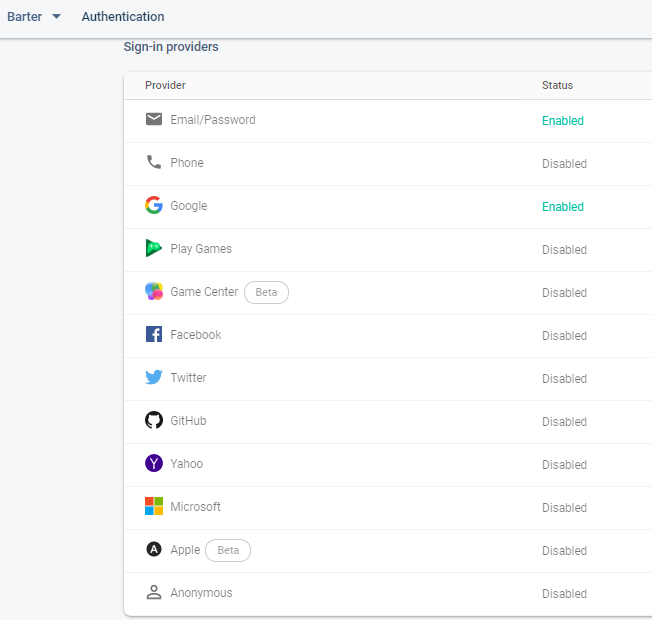 Barter Authentication
Sign-in providers
Provider Status
Email/Password Enabled
Phone Disabled
Google Enabled
Play Games Disabled
Game Center Beta Disabled
Facebook Disabled
Twitter Disabled
GitHub Disabled
Yahoo Disabled
Microsoft Disabled
Apple Beta Disabled
Anonymous Disabled